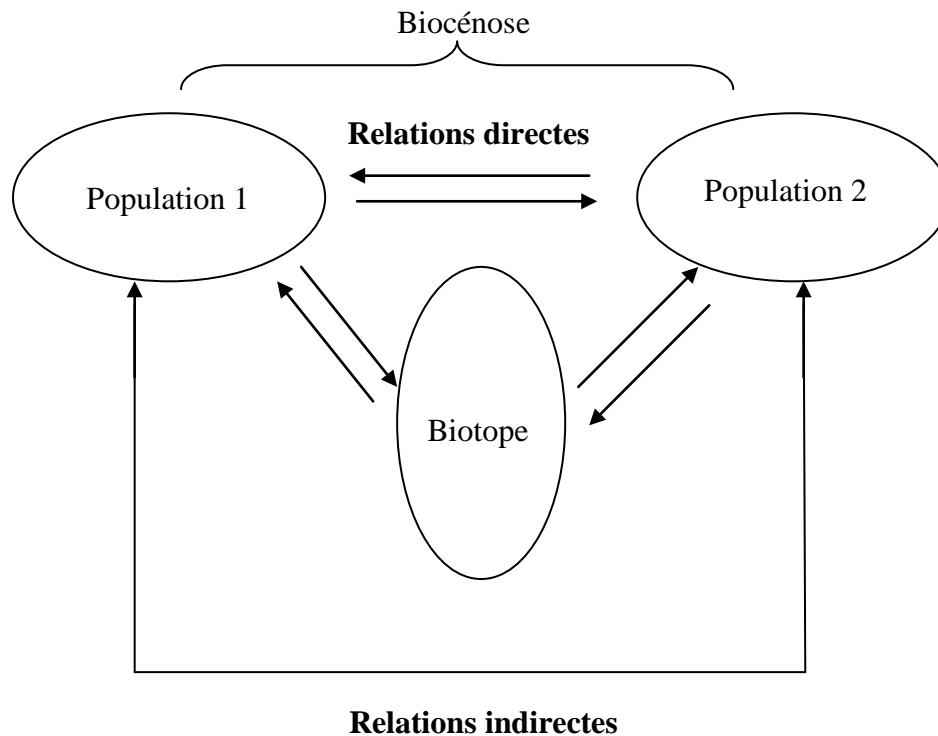 Biocénose
Relations directes
Population 1
Population 2
Biotope
Relations indirectes